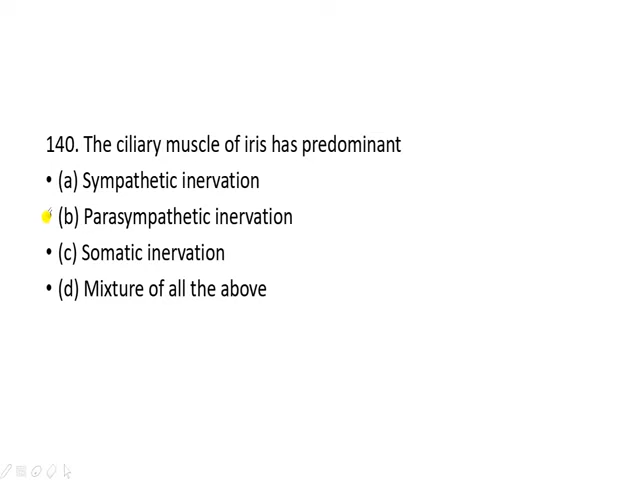 140. The ciliary muscle of iris has predominant
• (a) Sympathetic inervation
• (b) Parasympathetic inervation
• (c) Somatic inervation
• (d) Mixture of all the above